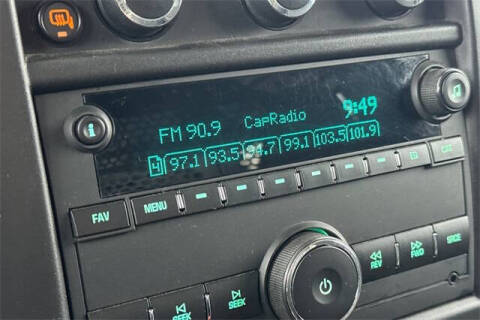 9:49
FM 90.9 CapRadio
4 97.1 93.5 94.7 99.1 103.5 101.9
FAV MENU
REV FWD
SEEK SEEK